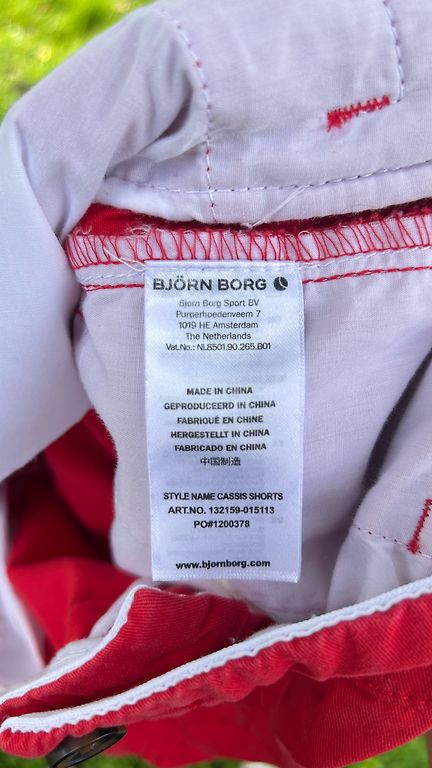 BJÖRN BORG
Bjorn Borg Sport BV
Purperhoedenveem 7
1019 HE Amsterdam
The Netherlands
Vat.No.: NL8501.90.265.B01
MADE IN CHINA
GEPRODUCEERD IN CHINA
FABRIQUÉ EN CHINE
HERGESTELLT IN CHINA
FABRICADO EN CHINA
中国制造
STYLE NAME CASSIS SHORTS
ART.NO. 132159-015113
PO#1200378
www.bjornborg.com